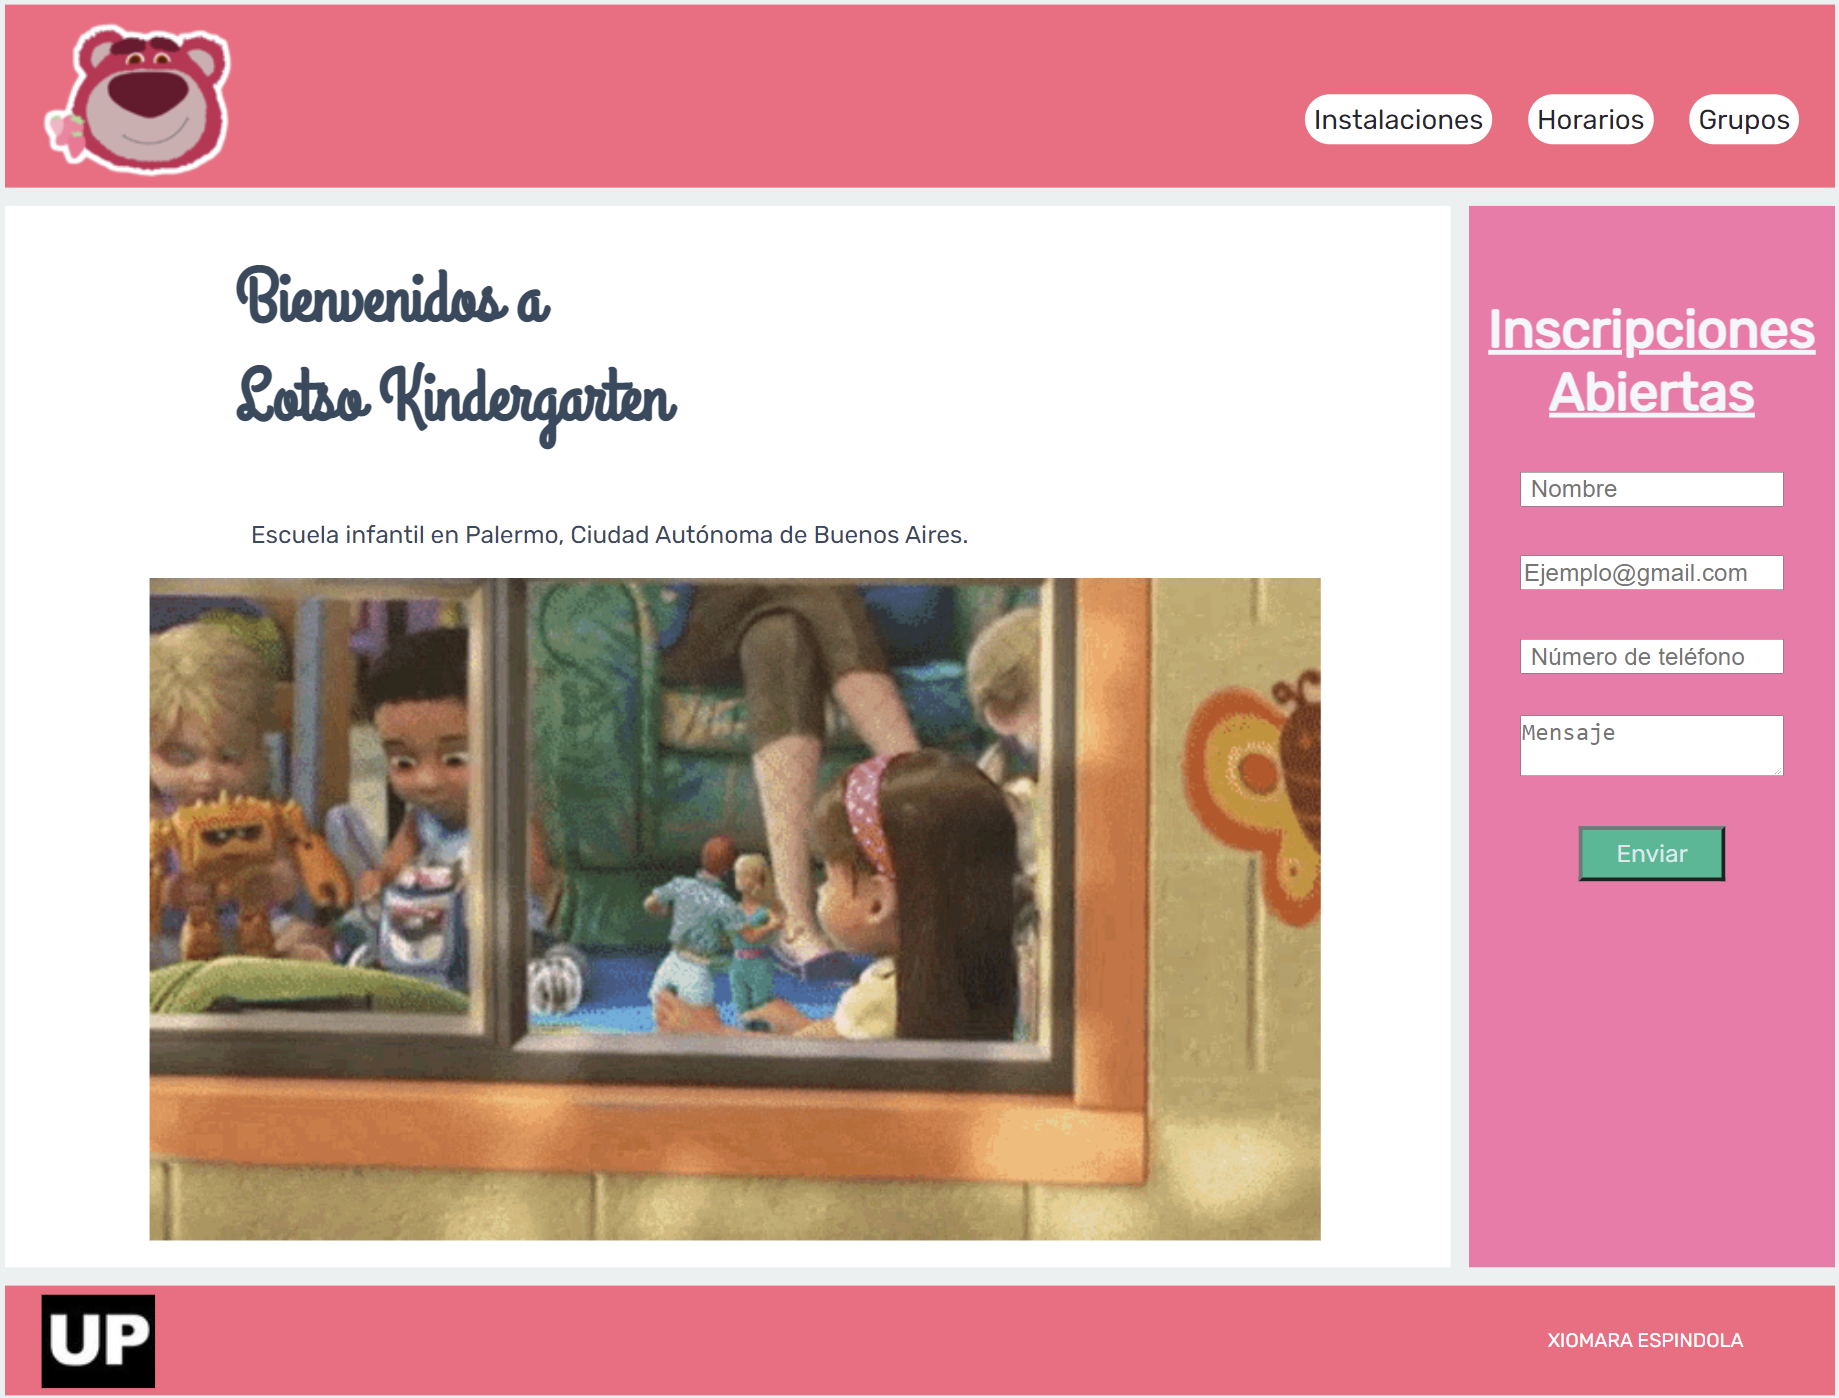 Instalaciones Horarios Grupos
Bienvenidos a
Lotso Kindergarten
Escuela infantil en Palermo, Ciudad Autónoma de Buenos Aires.
Inscripciones
Abiertas
Nombre
Ejemplo@gmail.com
Número de teléfono
Mensaje
Enviar
UP
XIOMARA ESPINDOLA